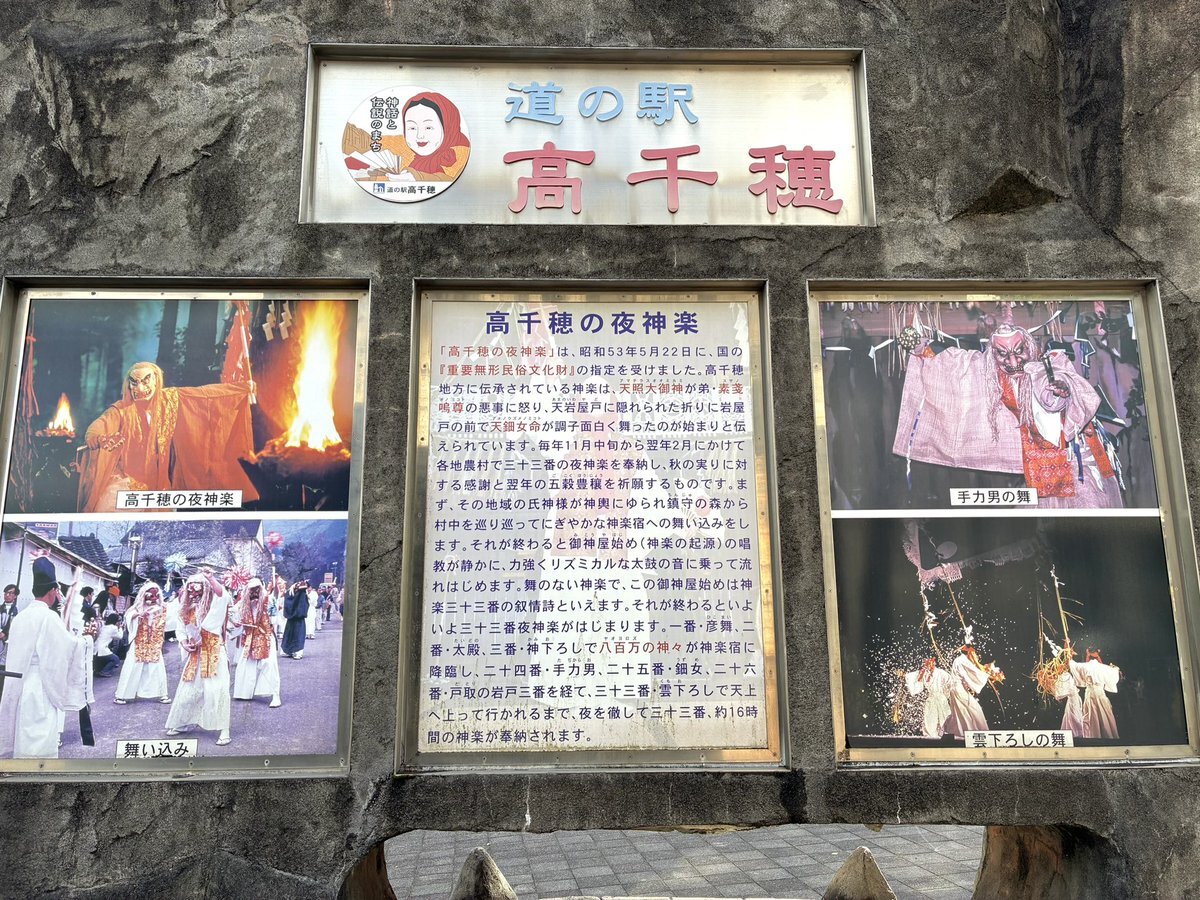 神話と
伝説のまち
道の駅 高千穂
道の駅
高千穂
高千穂の夜神楽
舞い込み
高千穂の夜神楽
「高千穂の夜神楽」は、昭和53年5月22日に、国の
『重要無形民俗文化財』の指定を受けました。高千穂
地方に伝承されている神楽は、天照大御神が弟・素戔
嗚尊の悪事に怒り、天岩屋戸に隠れられた折りに岩屋
戸の前で天鈿女命が調子面白く舞ったのが始まりと伝
えられています。毎年11月中旬から翌年2月にかけて
各地農村で三十三番の夜神楽を奉納し、秋の実りに対
する感謝と翌年の五穀豊穣を祈願するものです。ま
ず、その地域の氏神様が神輿にゆられ鎮守の森から
村中を巡り巡ってにぎやかな神楽宿への舞い込みをし
ます。それが終わると御神屋始め(神楽の起源)の唱
教が静かに、力強くリズミカルな太鼓の音に乗って流
れはじめます。舞のない神楽で、この御神屋始めは神
楽三十三番の叙情詩といえます。それが終わるといよ
いよ三十三番夜神楽がはじまります。一番・彦舞、二
番・太殿、三番・神下ろしで八百万の神々が神楽宿に
降臨し、二十四番・手力男、二十五番・鈿女、二十六
番・戸取の岩戸三番を経て、三十三番・雲下ろしで天上
へ上って行かれるまで、夜を徹して三十三番、約16時
間の神楽が奉納されます。
手力男の舞
雲下ろしの舞